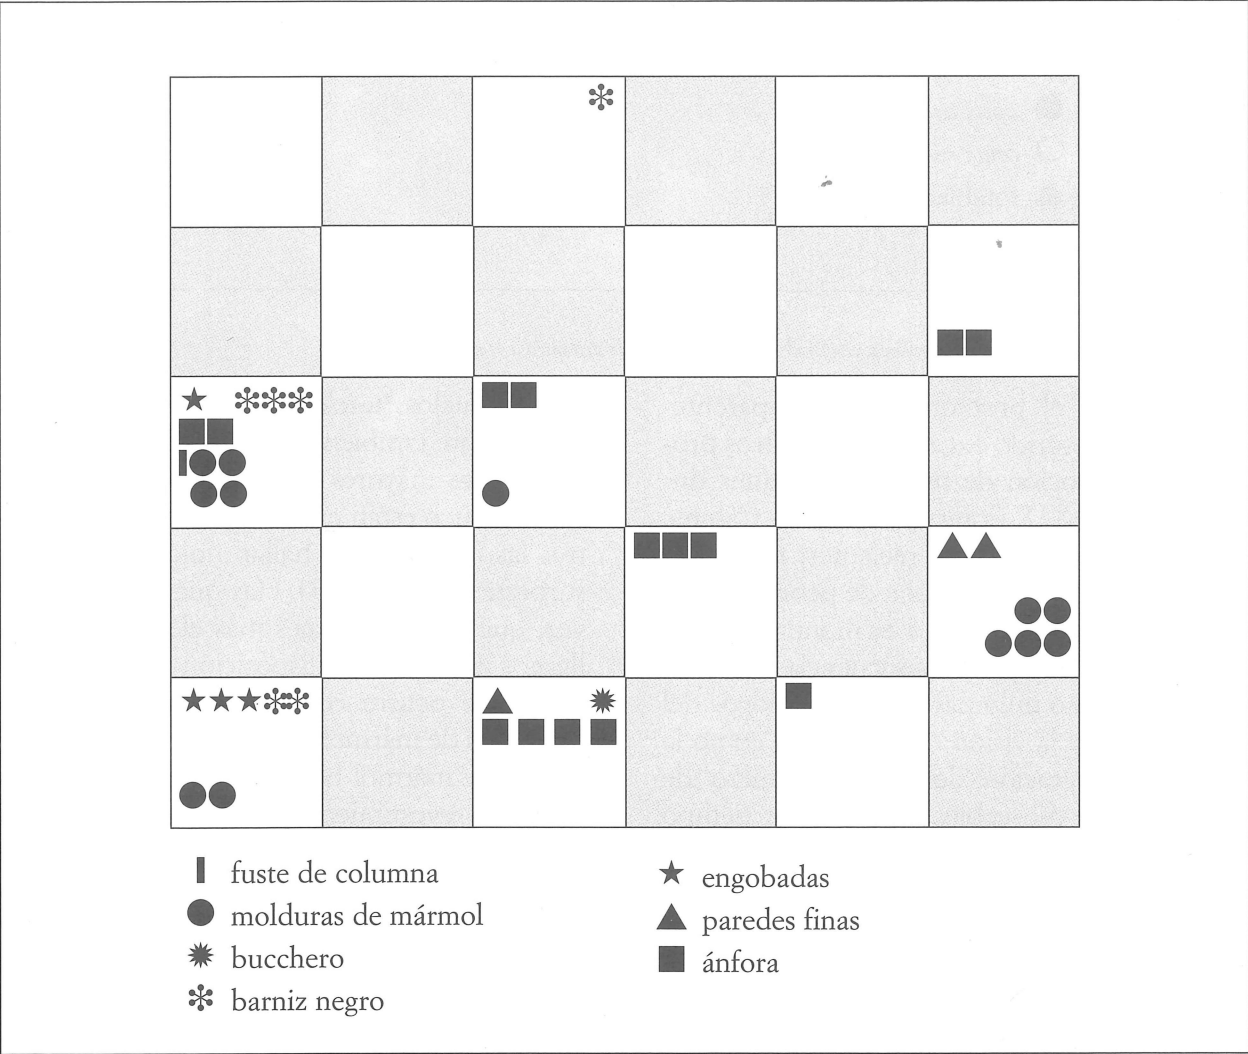 fuste de columna
molduras de mármol
bucchero
barniz negro
engobadas
paredes finas
ánfora